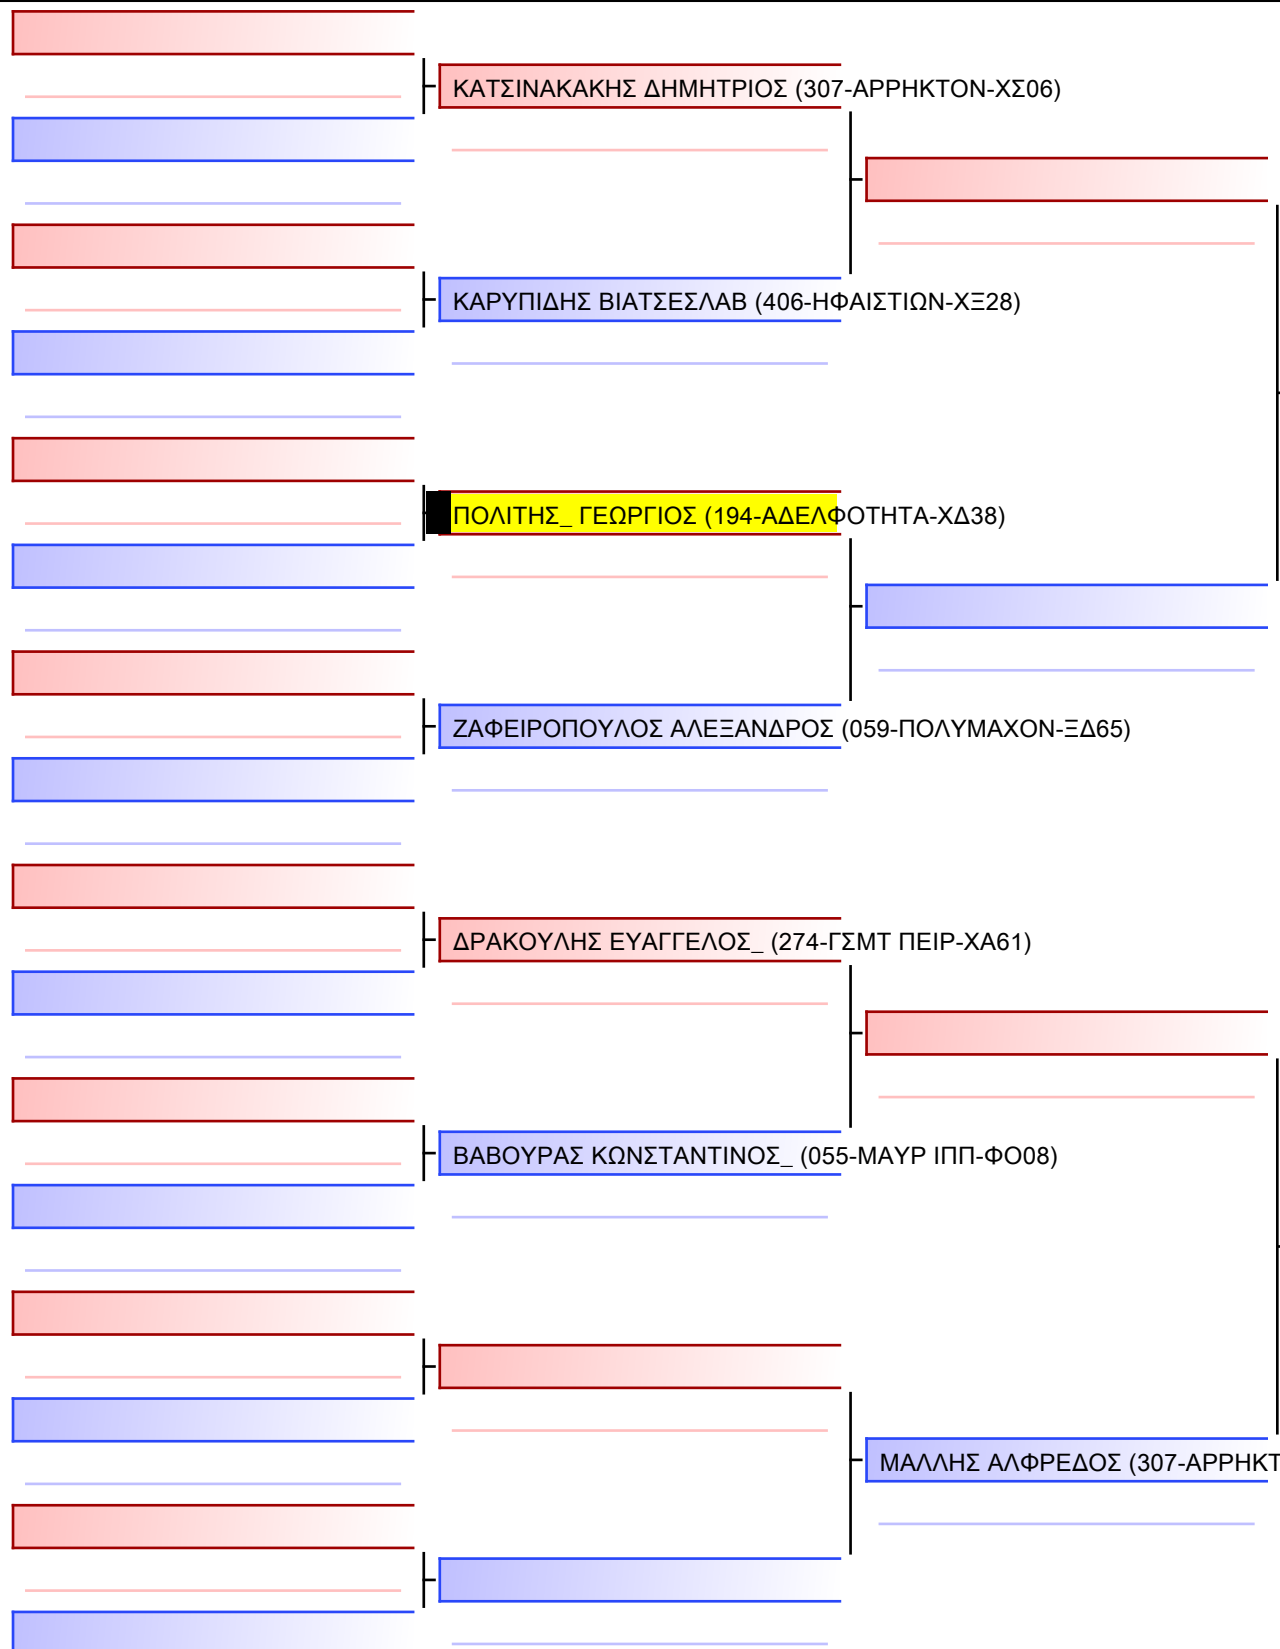 ΚΑΤΣΙΝΑΚΑΚΗΣ ΔΗΜΗΤΡΙΟΣ (307-ΑΡΡΗΚΤΟΝ-ΧΣ06)
ΚΑΡΥΠΙΔΗΣ ΒΙΑΤΣΕΣΛΑΒ (406-ΗΦΑΙΣΤΙΩΝ-ΧΞ28)
ΠΟΛΙΤΗΣ_ ΓΕΩΡΓΙΟΣ (194-ΑΔΕΛΦΟΤΗΤΑ-ΧΔ38)
ΖΑΦΕΙΡΟΠΟΥΛΟΣ ΑΛΕΞΑΝΔΡΟΣ (059-ΠΟΛΥΜΑΧΟΝ-ΞΔ65)
ΔΡΑΚΟΥΛΗΣ ΕΥΑΓΓΕΛΟΣ_ (274-ΓΣΜΤ ΠΕΙΡ-ΧΑ61)
ΒΑΒΟΥΡΑΣ ΚΩΝΣΤΑΝΤΙΝΟΣ_ (055-ΜΑΥΡ ΙΠΠ-ΦΟ08)
ΜΑΛΛΗΣ ΑΛΦΡΕΔΟΣ (307-ΑΡΡΗΚΤ